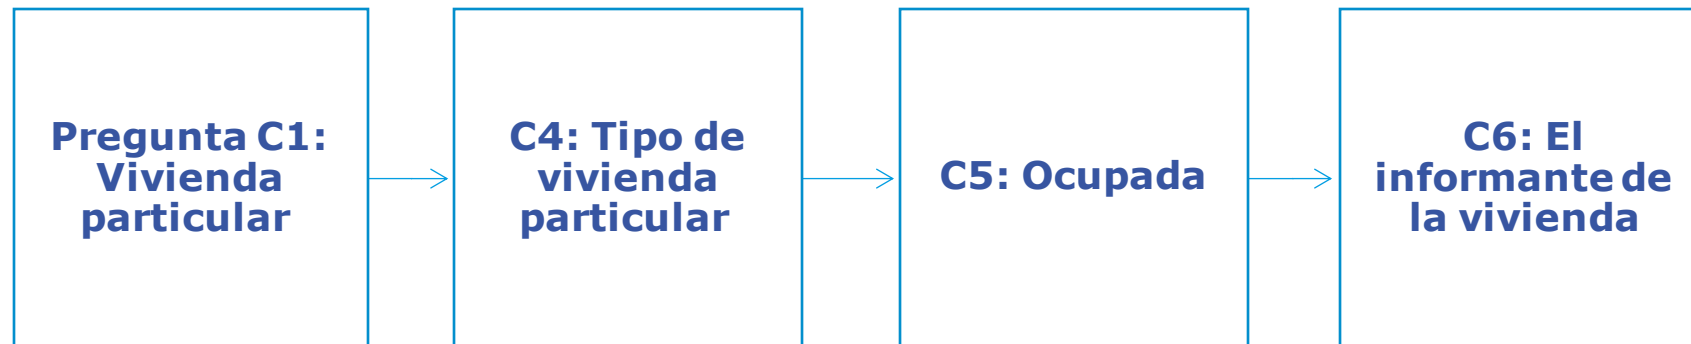 Pregunta C1:
Vivienda
particular
C4: Tipo de
vivienda
particular
C5: Ocupada
C6: El
informante de
la vivienda